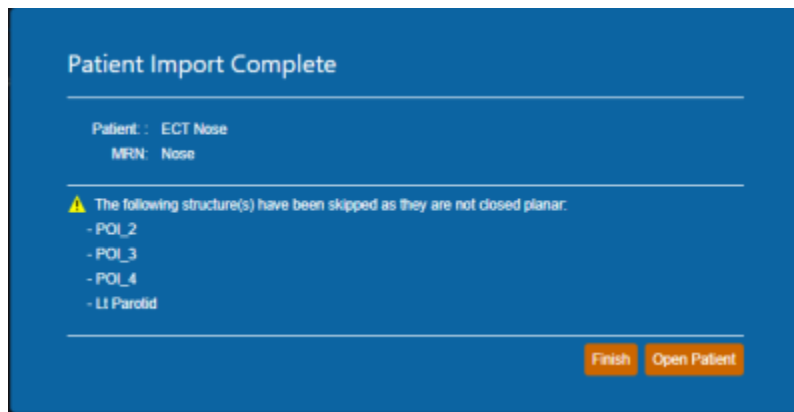 Patient Import Complete
Patient: : ECT Nose
MRN: Nose
The following structure(s) have been skipped as they are not closed planar:
- POI_2
- POI_3
- POI_4
- Lt Parotid
Finish Open Patient